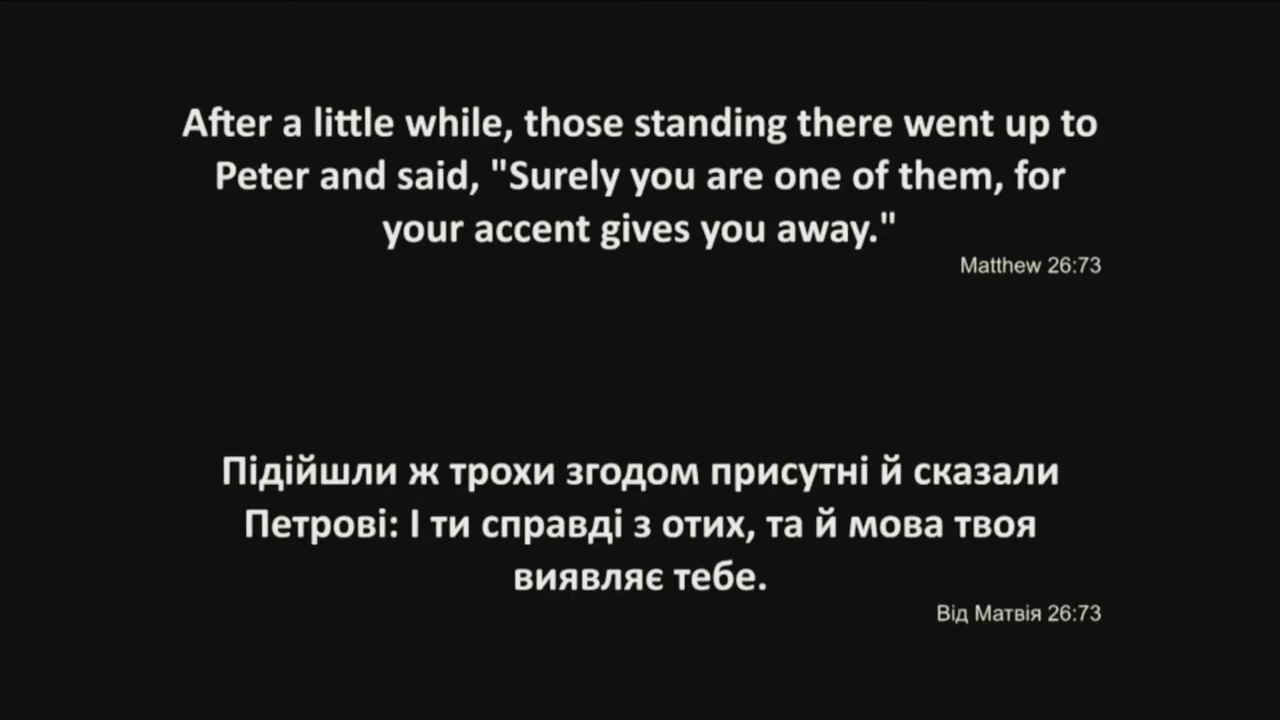 After a little while, those standing there went up to
Peter and said, "Surely you are one of them, for
your accent gives you away."
Matthew 26:73
Підійшли ж трохи згодом присутні й сказали
Петрові: І ти справді з отих, та й мова твоя
виявляє тебе.
Від Матвія 26:73